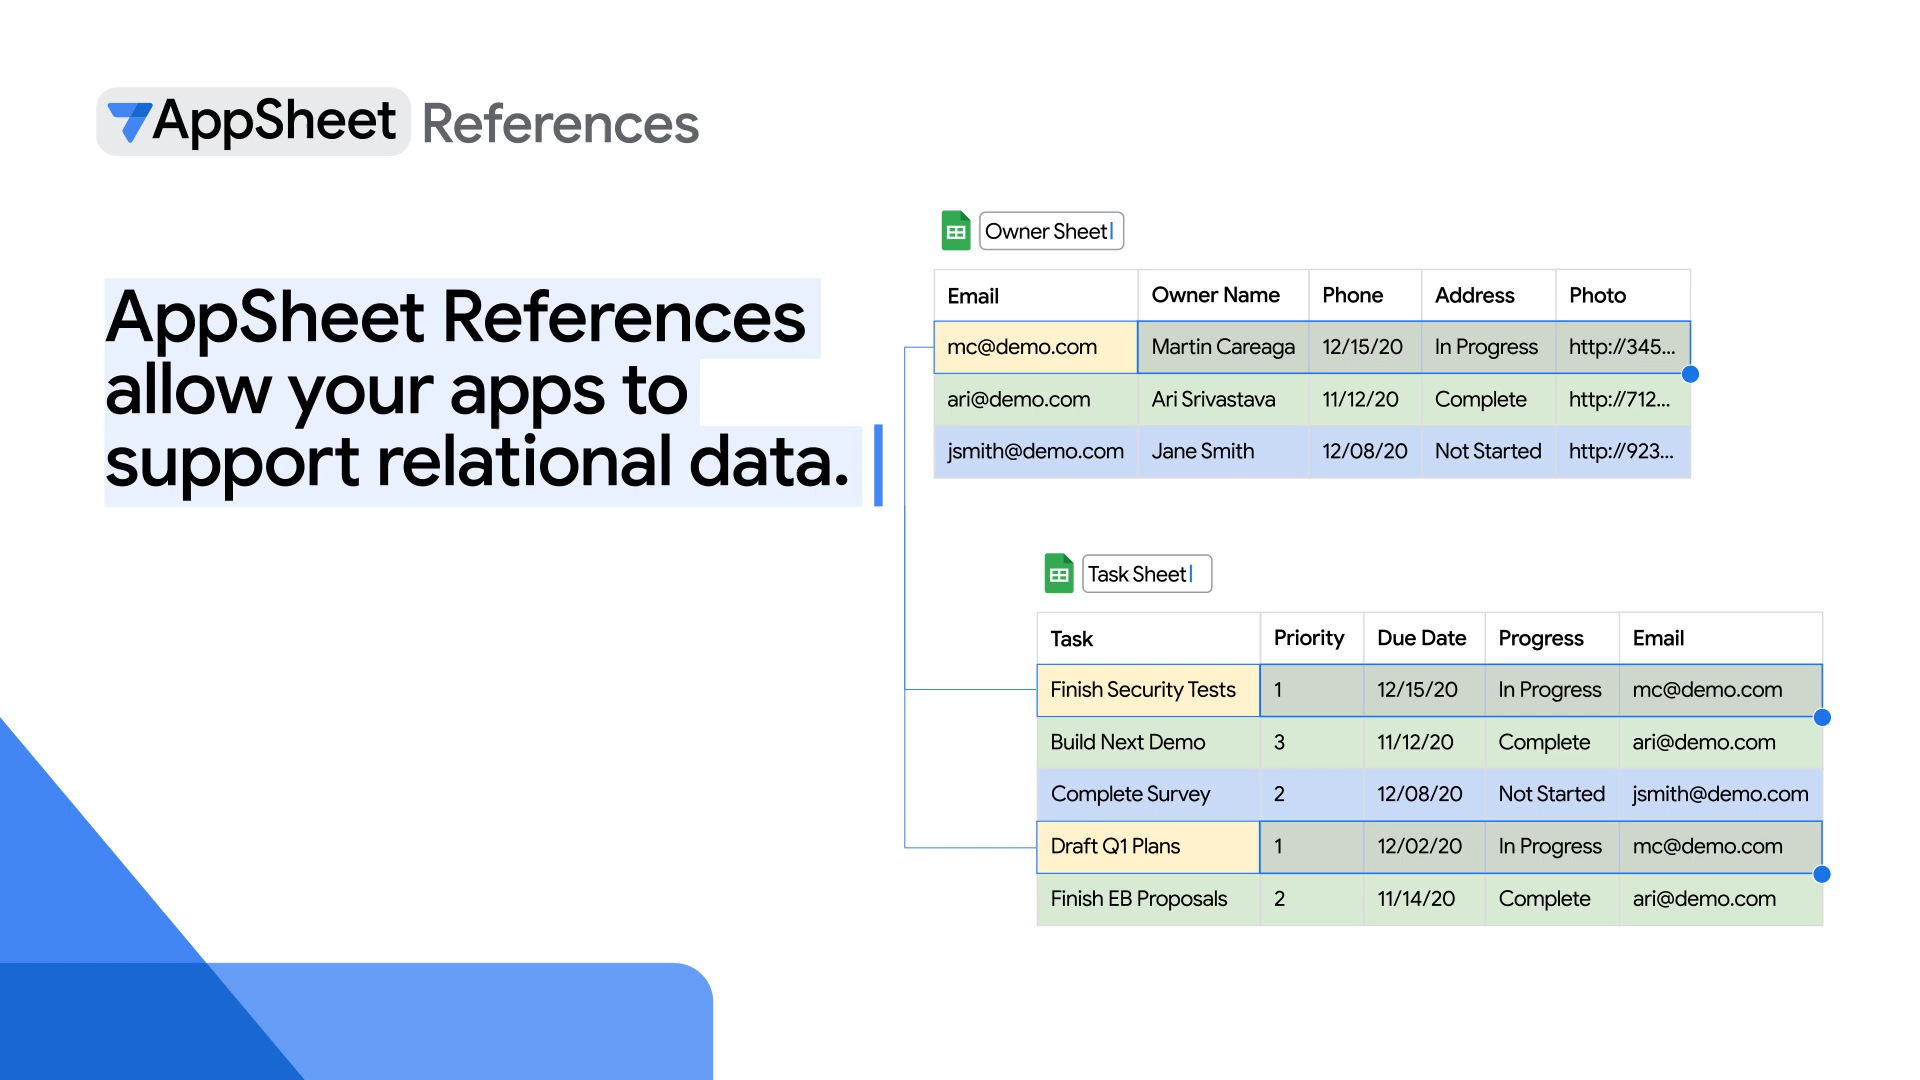 AppSheet References
AppSheet References
allow your apps to
support relational data.
Owner Sheet
Email Owner Name Phone Address Photo
mc@demo.com Martin Careaga 12/15/20 In Progress http://345...
ari@demo.com Ari Srivastava 11/12/20 Complete http://712...
jsmith@demo.com Jane Smith 12/08/20 Not Started http://923...
Task Sheet
Task Priority Due Date Progress Email
Finish Security Tests 1 12/15/20 In Progress mc@demo.com
Build Next Demo 3 11/12/20 Complete ari@demo.com
Complete Survey 2 12/08/20 Not Started jsmith@demo.com
Draft Q1 Plans 1 12/02/20 In Progress mc@demo.com
Finish EB Proposals 2 11/14/20 Complete ari@demo.com